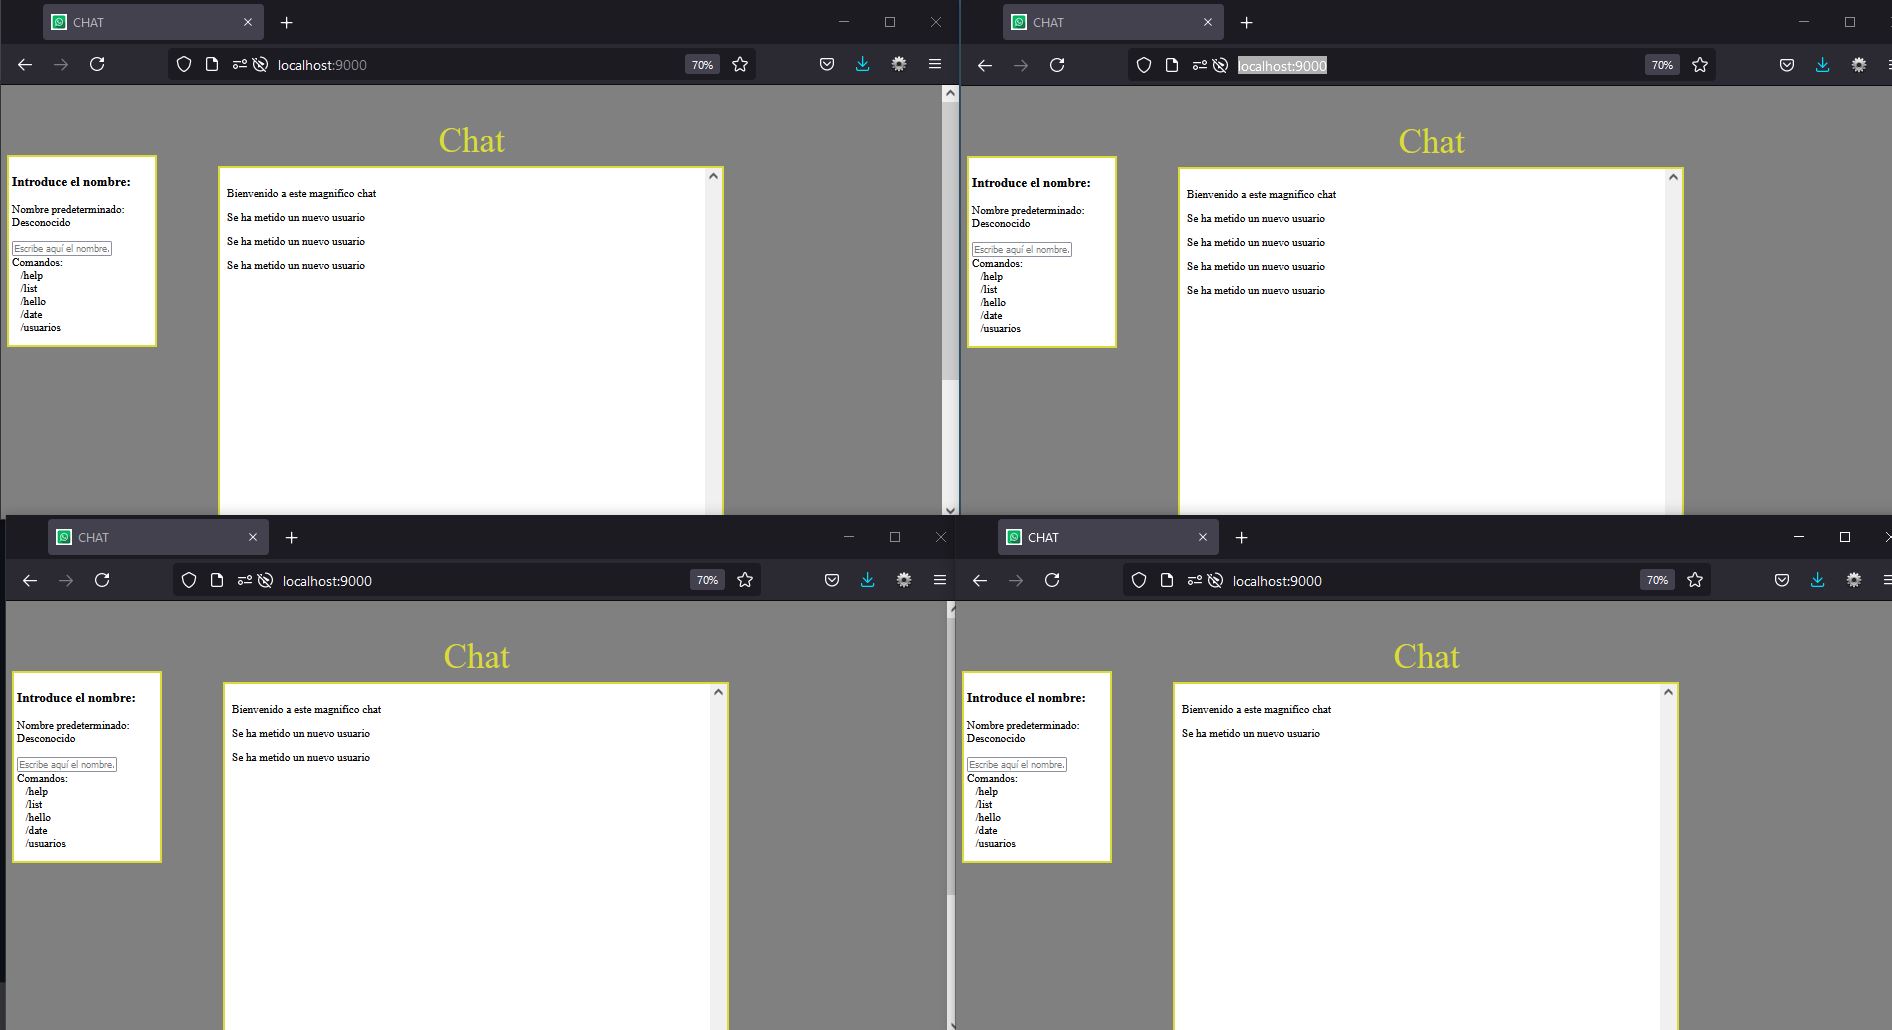 CHAT
localhost:9000
70%
Chat
Introduce el nombre:
Nombre predeterminado:
Desconocido
Escribe aquí el nombre.
Comandos:
/help
/list
/hello
/date
/usuarios
Bienvenido a este magnifico chat
Se ha metido un nuevo usuario
Se ha metido un nuevo usuario
Se ha metido un nuevo usuario
CHAT
localhost:9000
70%
Chat
Introduce el nombre:
Nombre predeterminado:
Desconocido
Escribe aquí el nombre.
Comandos:
/help
/list
/hello
/date
/usuarios
Bienvenido a este magnifico chat
Se ha metido un nuevo usuario
Se ha metido un nuevo usuario
Se ha metido un nuevo usuario
Se ha metido un nuevo usuario
CHAT
localhost:9000
70%
Chat
Introduce el nombre:
Nombre predeterminado:
Desconocido
Escribe aquí el nombre.
Comandos:
/help
/list
/hello
/date
/usuarios
Bienvenido a este magnifico chat
Se ha metido un nuevo usuario
Se ha metido un nuevo usuario
CHAT
localhost:9000
70%
Chat
Introduce el nombre:
Nombre predeterminado:
Desconocido
Escribe aquí el nombre.
Comandos:
/help
/list
/hello
/date
/usuarios
Bienvenido a este magnifico chat
Se ha metido un nuevo usuario